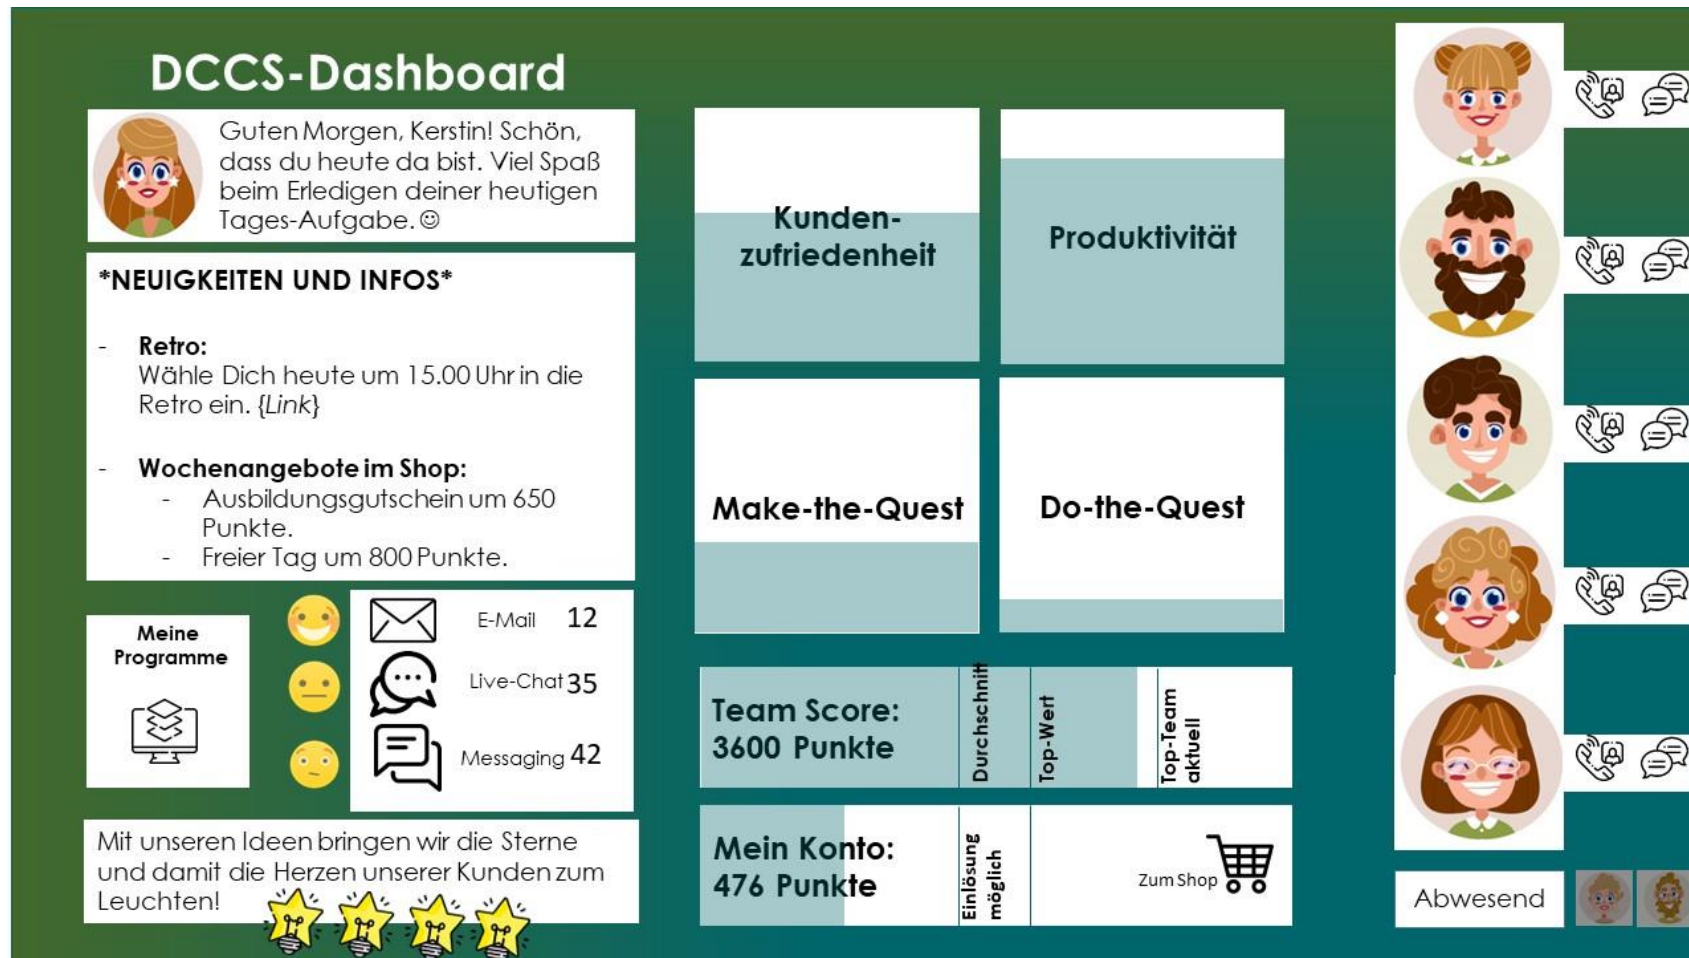 DCCS-Dashboard
Guten Morgen, Kerstin! Schön,
dass du heute da bist. Viel Spaß
beim Erledigen deiner heutigen
Tages-Aufgabe.☺
*NEUIGKEITEN UND INFOS*
- Retro:
Wähle Dich heute um 15.00 Uhr in die
Retro ein. {Link}
- Wochenangebote im Shop:
- Ausbildungsgutschein um 650
Punkte.
- Freier Tag um 800 Punkte.
Meine
Programme
E-Mail 12
Live-Chat 35
Messaging 42
Mit unseren Ideen bringen wir die Sterne
und damit die Herzen unserer Kunden zum
Leuchten!
Kunden-
zufriedenheit
Produktivität
Make-the-Quest
Do-the-Quest
Team Score:
3600 Punkte
Durchschnitt
Top-Wert
Top-Team
aktuell
Mein Konto:
476 Punkte
Einlösung
möglich
Zum Shop
Abwesend